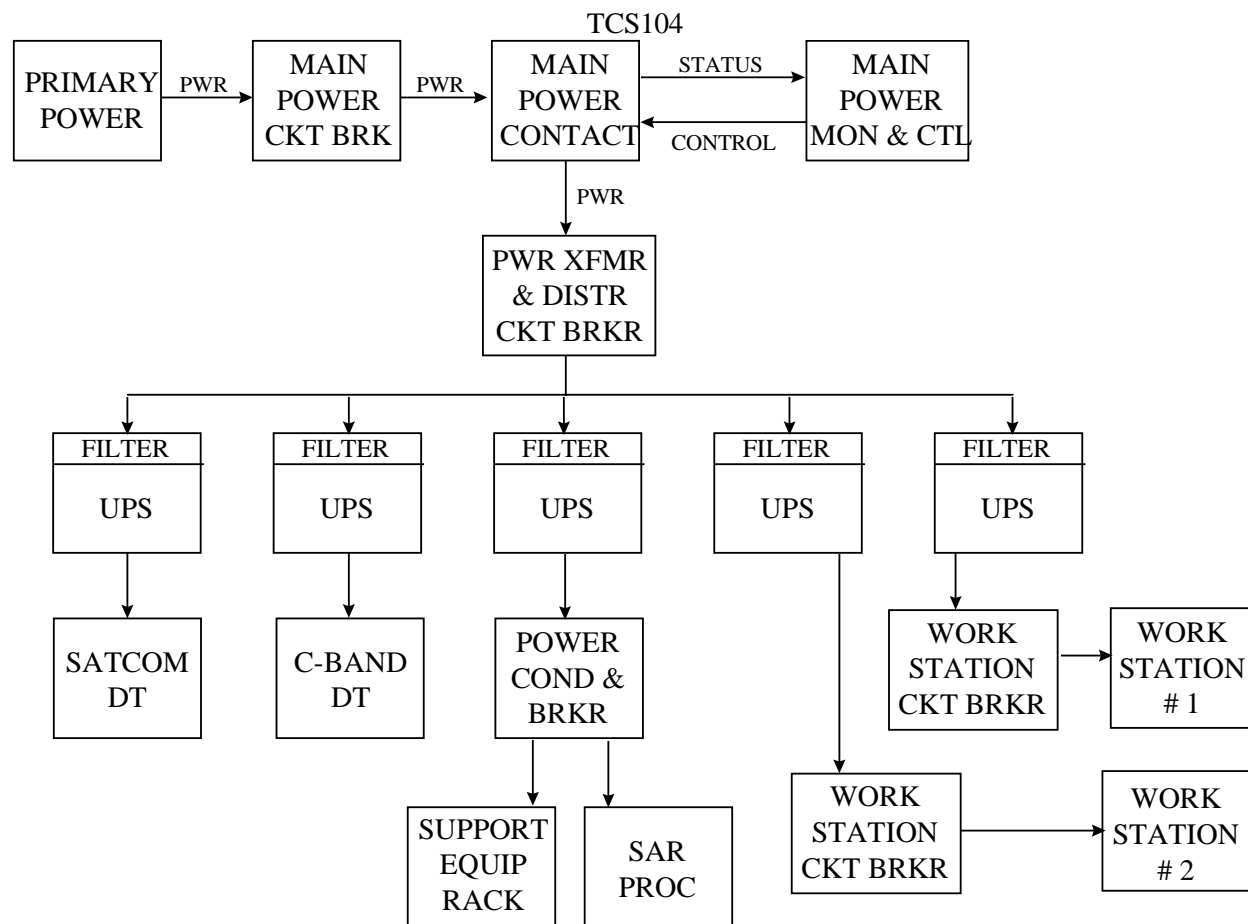 TCS104
PRIMARY
POWER
PWR
MAIN
POWER
CKT BRK
PWR
MAIN
POWER
CONTACT
STATUS
CONTROL
MAIN
POWER
MON & CTL
PWR
PWR XFMR
& DISTR
CKT BRKR
FILTER
UPS
FILTER
UPS
FILTER
UPS
FILTER
UPS
FILTER
UPS
SATCOM
DT
C-BAND
DT
POWER
COND &
BRKR
WORK
STATION
CKT BRKR
WORK
STATION
# 1
SUPPORT
EQUIP
RACK
SAR
PROC
WORK
STATION
CKT BRKR
WORK
STATION
# 2